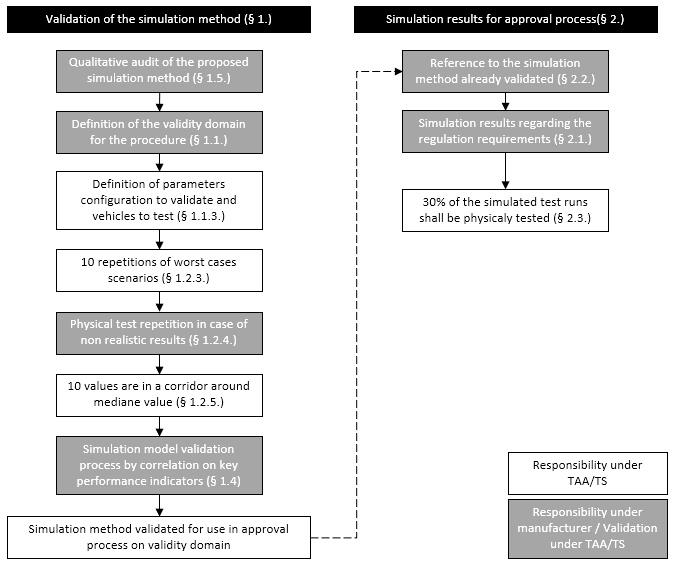 Validation of the simulation method (§ 1.)
Qualitative audit of the proposed
simulation method (§ 1.5.)
Definition of the validity domain
for the procedure (§ 1.1.)
Definition of parameters
configuration to validate and
vehicles to test (§ 1.1.3.)
10 repetitions of worst cases
scenarios (§ 1.2.3.)
Physical test repetition in case of
non realistic results (§ 1.2.4.)
10 values are in a corridor around
mediane value (§ 1.2.5.)
Simulation model validation
process by correlation on key
performance indicators (§ 1.4)
Simulation method validated for use in approval
process on validity domain
Simulation results for approval process(§ 2.)
Reference to the simulation
method already validated (§ 2.2.)
Simulation results regarding the
regulation requirements (§ 2.1.)
30% of the simulated test runs
shall be physicaly tested (§ 2.3.)
Responsibility under
TAA/TS
Responsibility under
manufacturer / Validation
under TAA/TS